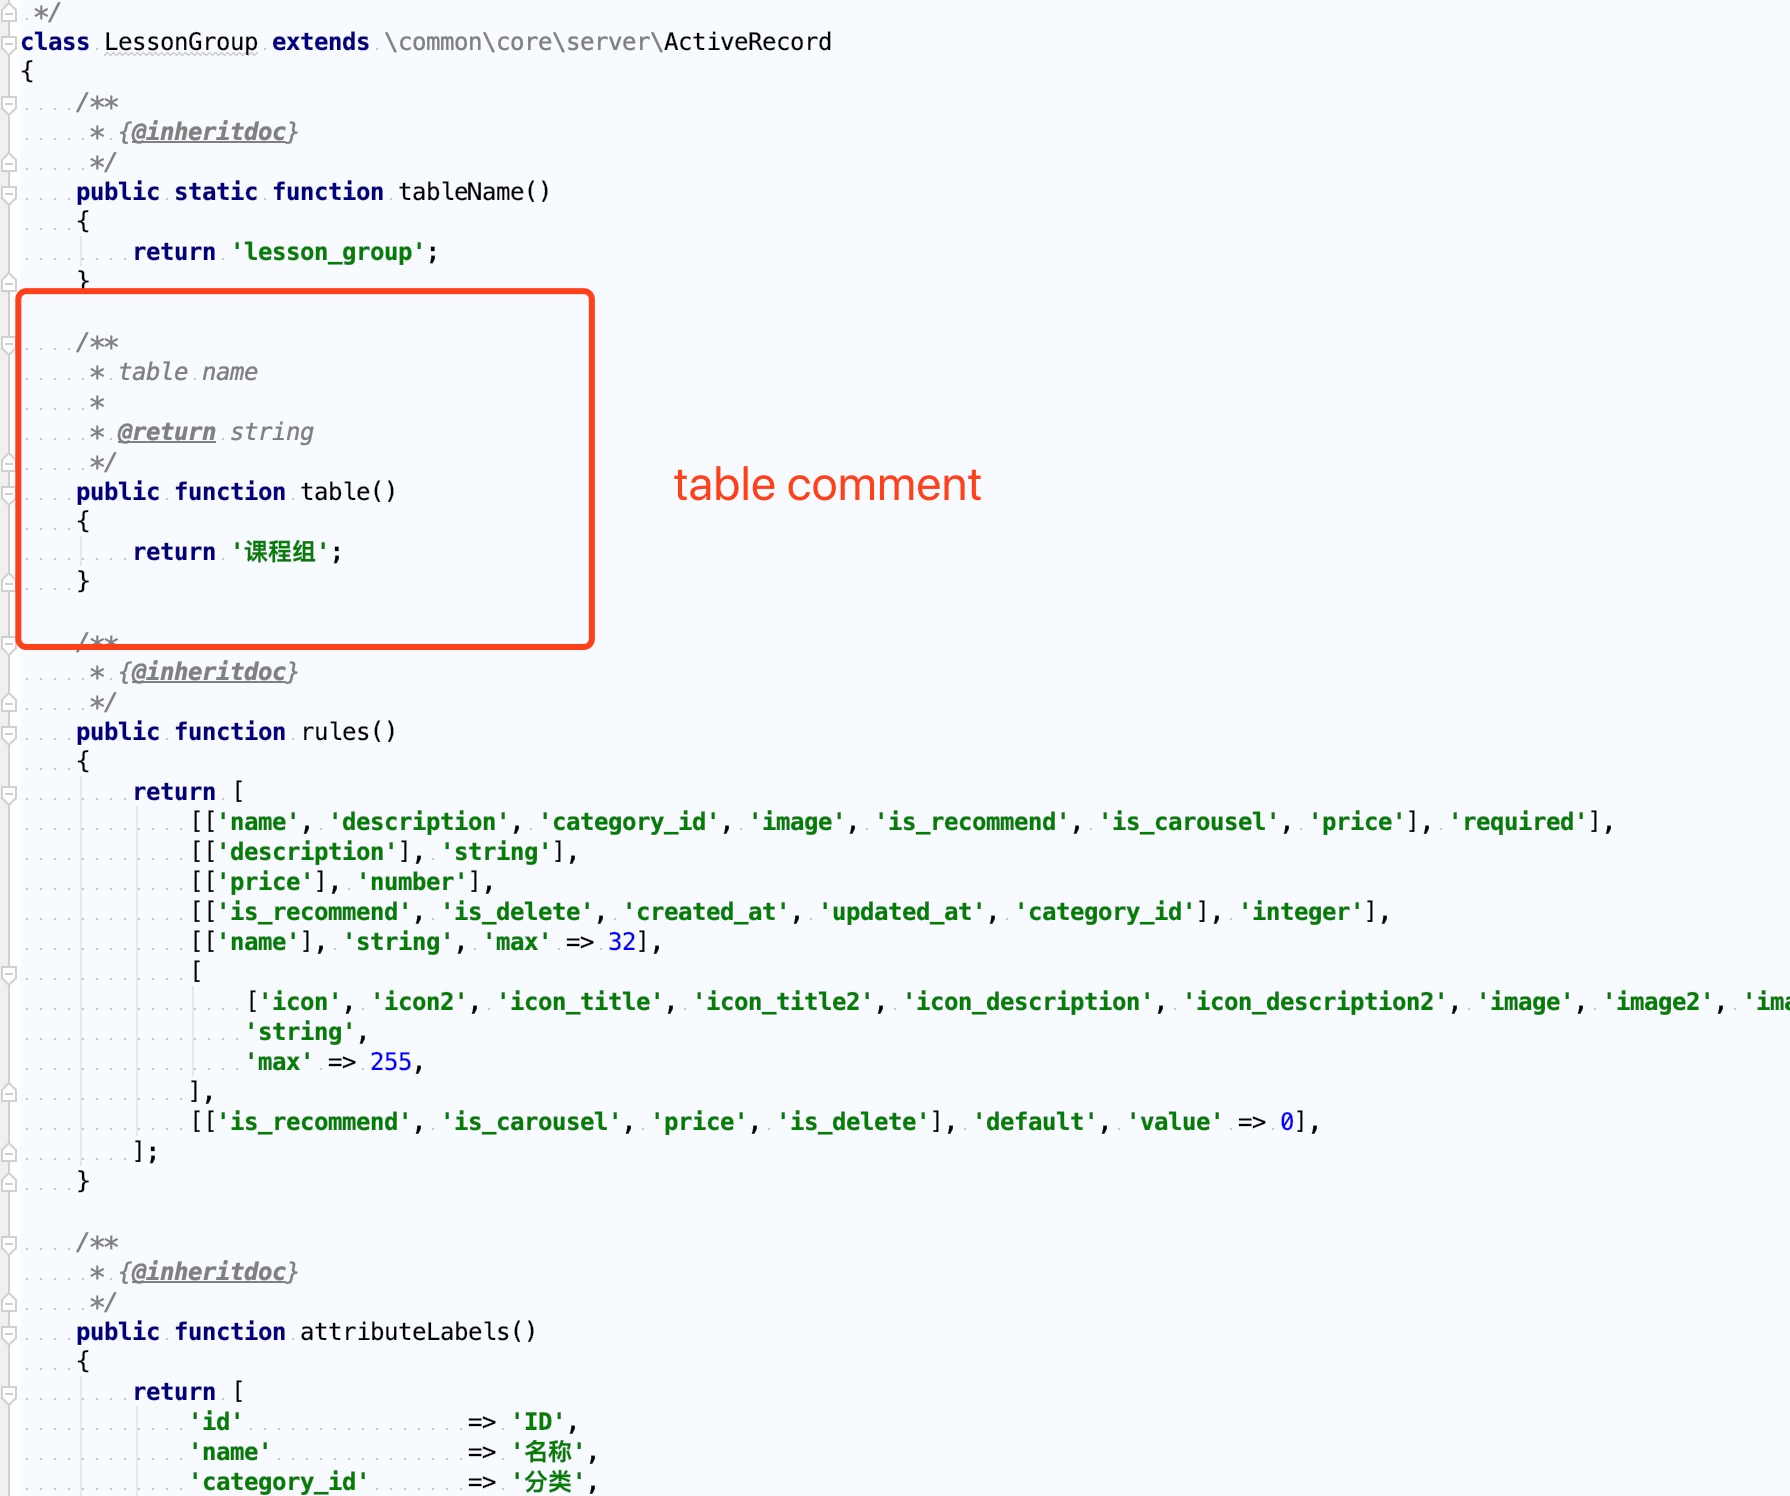 */
class LessonGroup extends \common\core\server\ActiveRecord
{
/**
* {@inheritdoc}
*/
public static function tableName()
{
return 'lesson_group';
}
/**
* table name
*
* @return string
*/
public function table()
{
return '课程组';
}
table comment
/**
* {@inheritdoc}
*/
public function rules()
{
return [
[['name', 'description', 'category_id', 'image', 'is_recommend', 'is_carousel', 'price'], 'required'],
[['description'], 'string'],
[['price'], 'number'],
[['is_recommend', 'is_delete', 'created_at', 'updated_at', 'category_id'], 'integer'],
[['name'], 'string', 'max' => 32],
[
['icon', 'icon2', 'icon_title', 'icon_title2', 'icon_description', 'icon_description2', 'image', 'image2',
'string',
'max' => 255,
],
[['is_recommend', 'is_carousel', 'price', 'is_delete'], 'default', 'value' => 0],
];
}
/**
* {@inheritdoc}
*/
public function attributeLabels()
{
return [
'id' => 'ID',
'name' => '名称',
'category_id' => '分类',